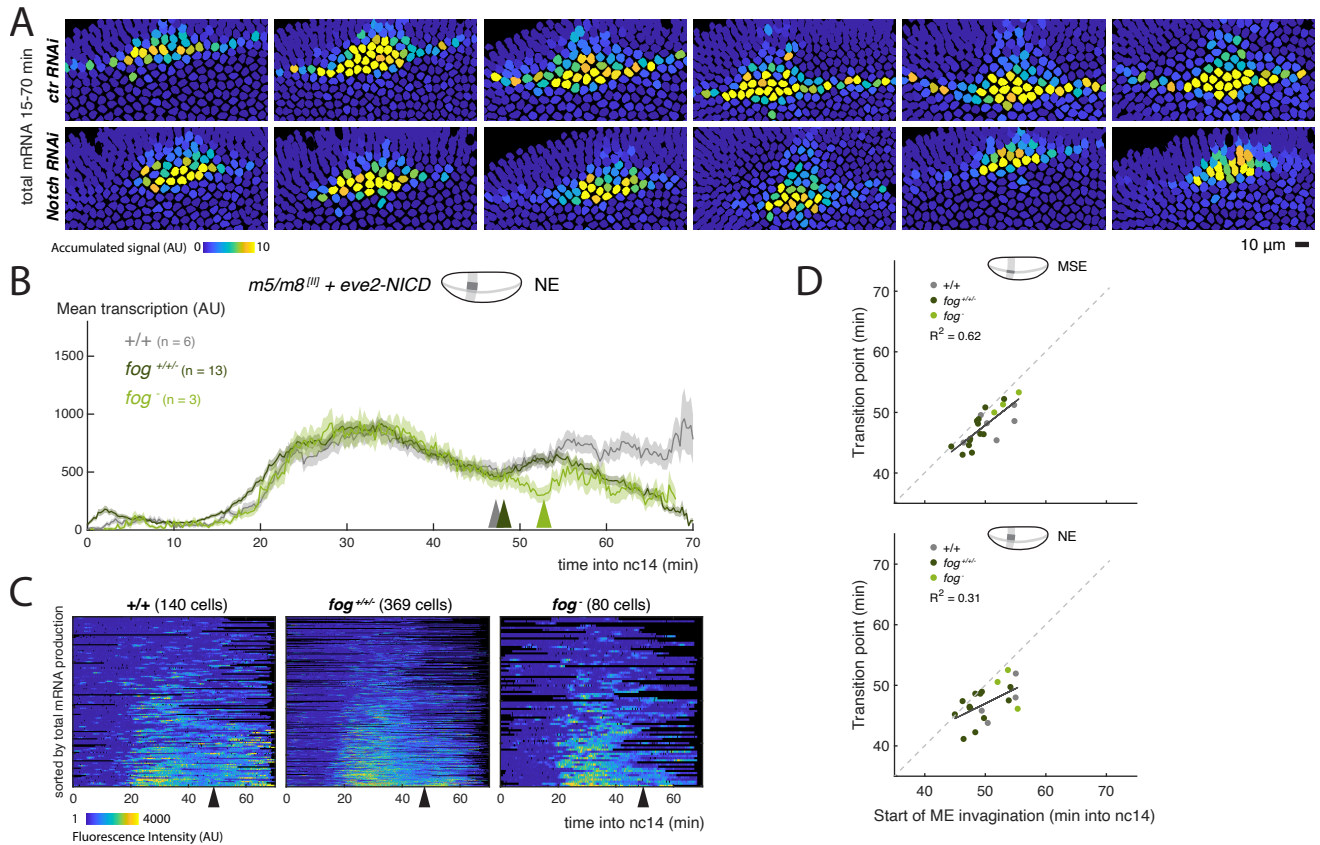 A
total mRNA 15-70 min
ctr RNAi
Notch RNAi
Accumulated signal (AU) 0 10
10 µm
B
m5/m8 [II] + eve2-NICD NE
Mean transcription (AU)
+/+ (n = 6)
fog +/+/- (n = 13)
fog - (n = 3)
1500
1000
500
0
0 10 20 30 40 50 60 70
time into nc14 (min)
C
sorted by total mRNA production
+/+ (140 cells) fog+/+/- (369 cells) fog- (80 cells)
0 20 40 60 0 20 40 60 0 20 40 60
time into nc14 (min)
1 4000
Fluorescence Intensity (AU)
D
MSE
+/+
fog+/+/-
fog-
R2 = 0.62
Transition point (min)
70
60
50
40
40 50 60 70
NE
+/+
fog+/+/-
fog-
R2 = 0.31
Transition point (min)
70
60
50
40
40 50 60 70
Start of ME invagination (min into nc14)